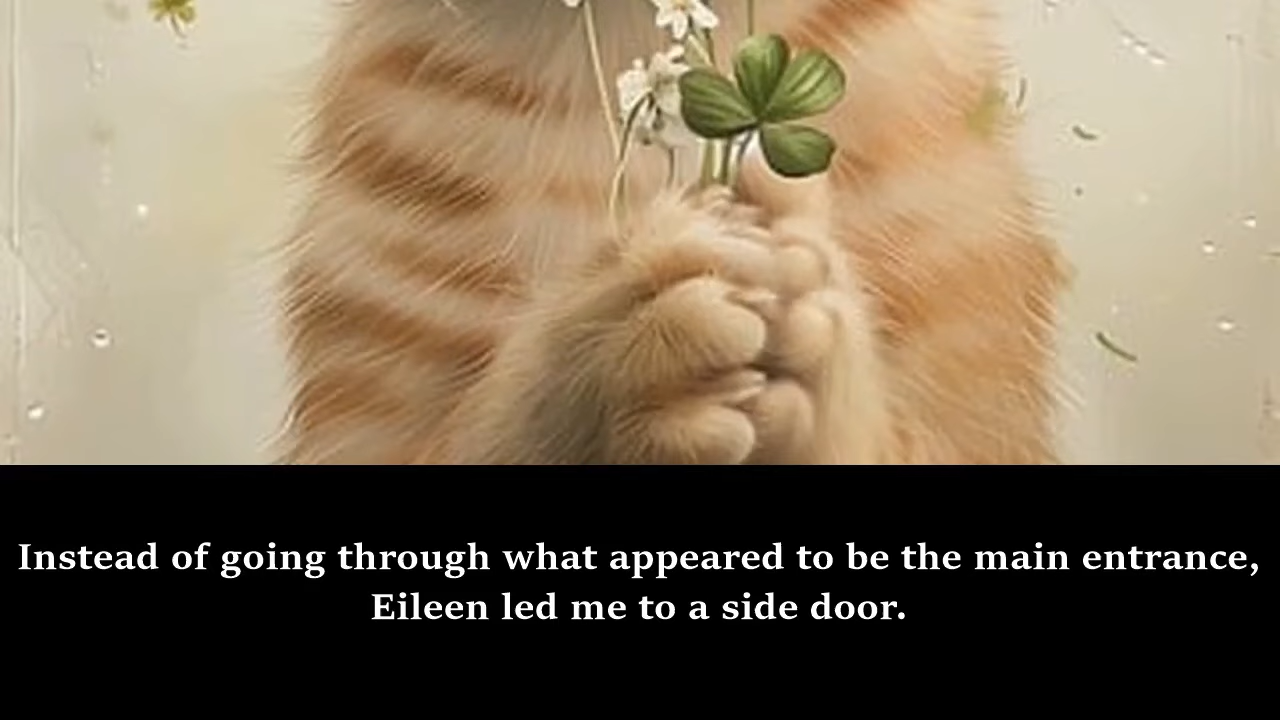 Instead of going through what appeared to be the main entrance,
Eileen led me to a side door.